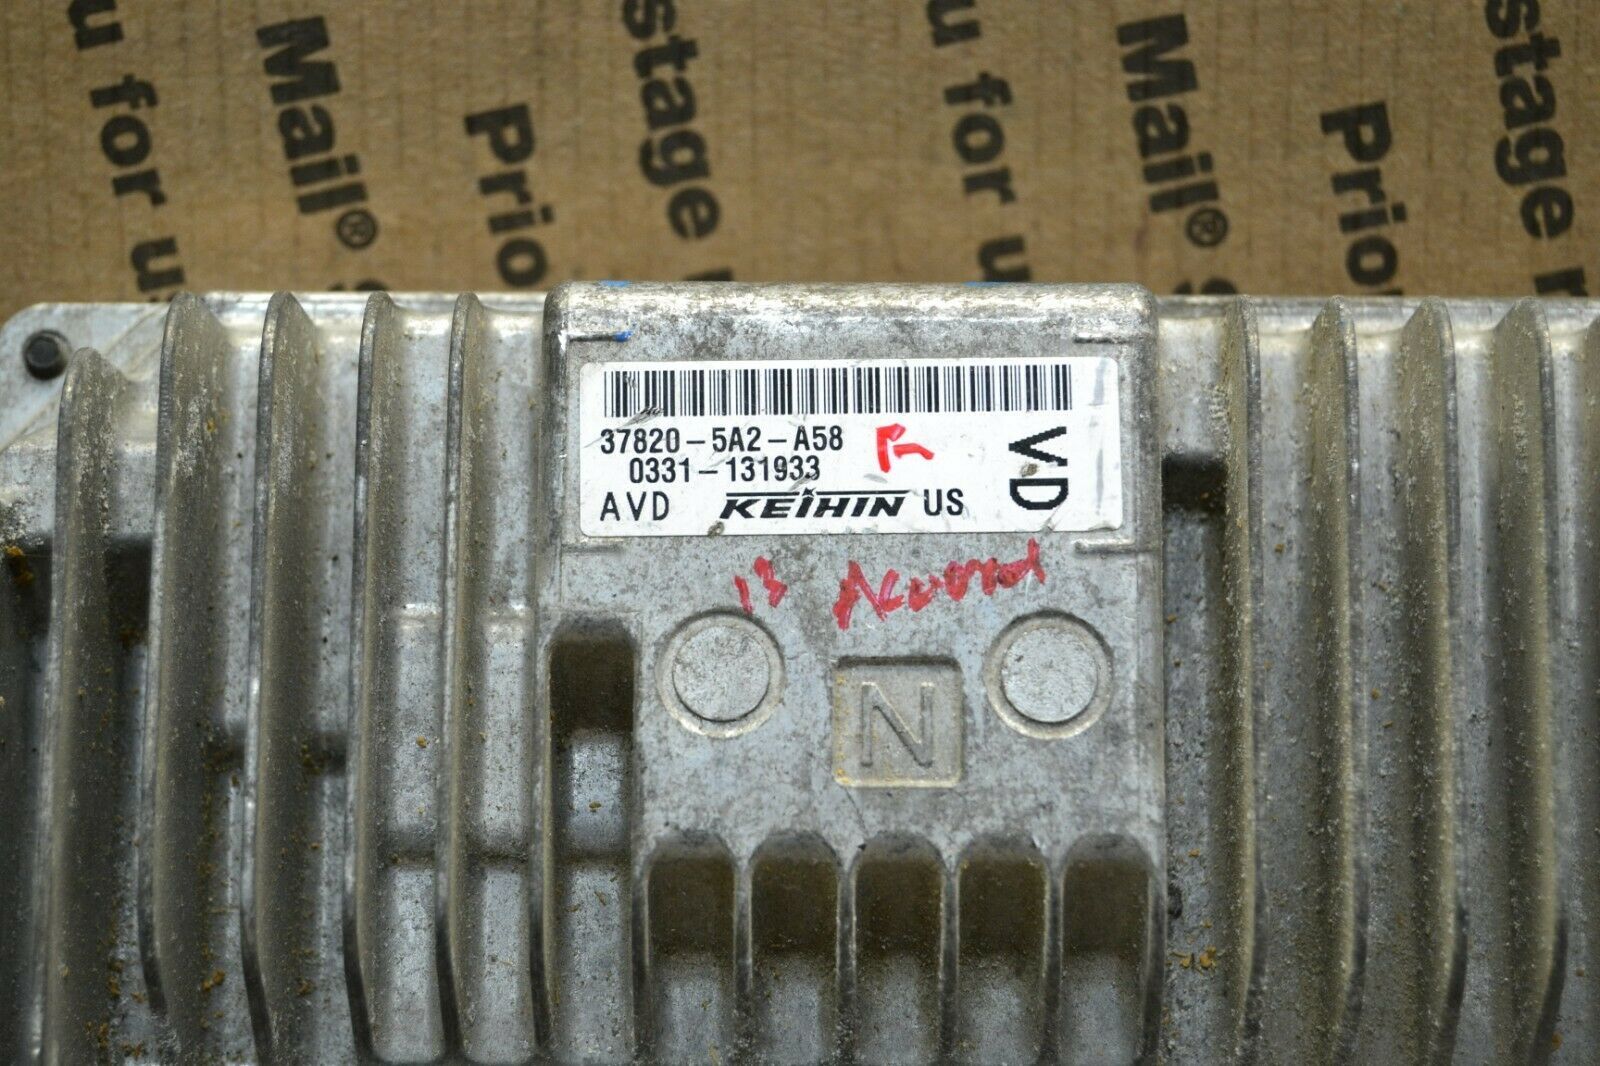 u for u
Mail® s
Prio
stage r
u for u
Mail® s
Prio
stage r
37820-5A2-A58
0331-131933
AVD KEIHIN US
VD
13 Accord
N